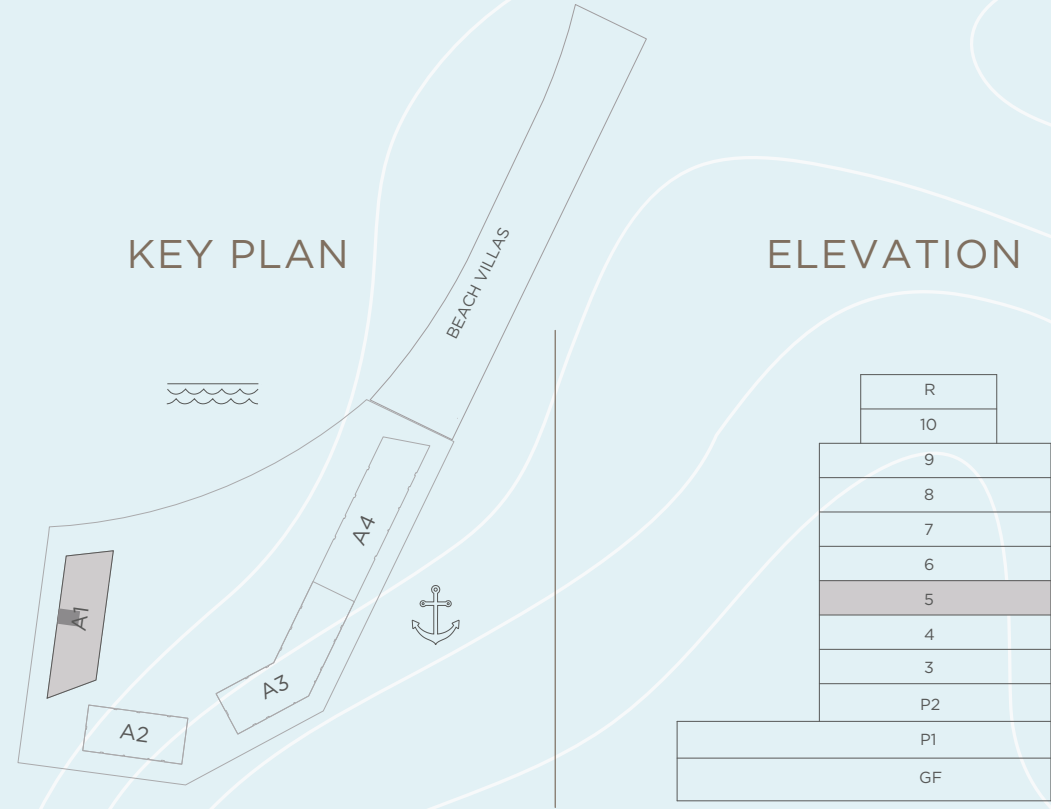 KEY PLAN
ELEVATION
BEACH VILLAS
A4
A1
A3
A2
R
10
9
8
7
6
5
4
3
P2
P1
GF